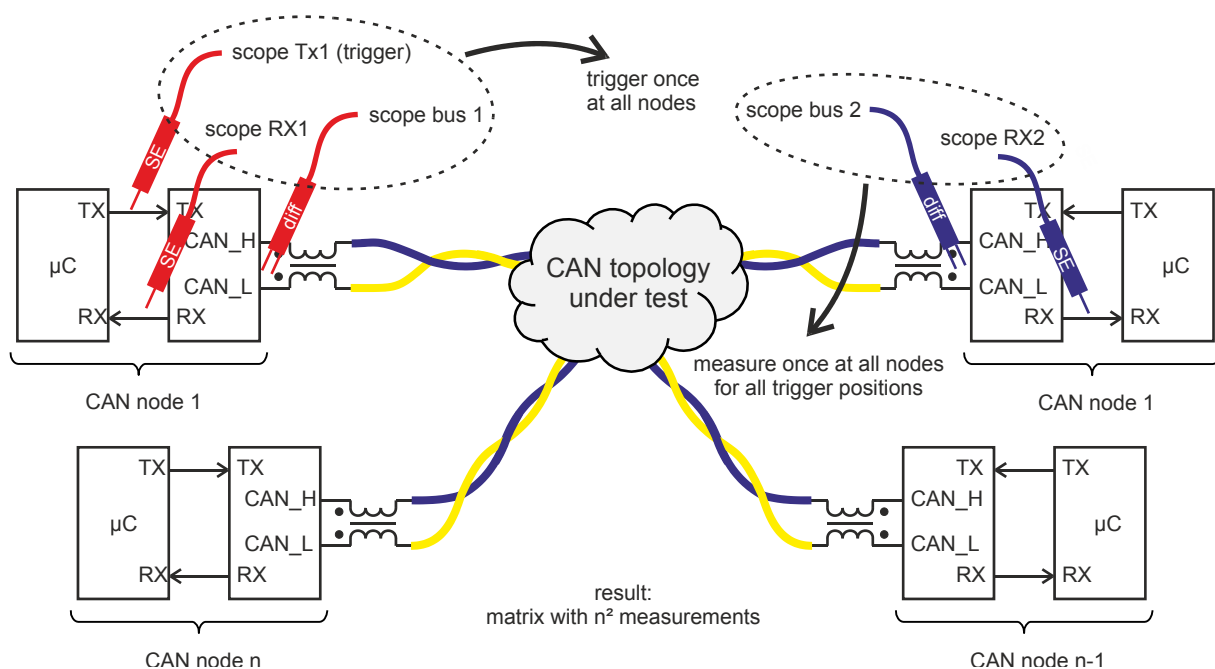 scope Tx1 (trigger)
scope RX1
scope bus 1
SE
SE
diff
trigger once
at all nodes
scope bus 2
scope RX2
diff
SE
µC
TX
RX
TX
CAN_H
CAN_L
RX
CAN node 1
CAN topology
under test
TX
CAN_H
CAN_L
RX
TX
RX
µC
CAN node 1
measure once at all nodes
for all trigger positions
µC
TX
RX
TX
CAN_H
CAN_L
RX
CAN node n
result:
matrix with n² measurements
TX
CAN_H
CAN_L
RX
TX
RX
µC
CAN node n-1